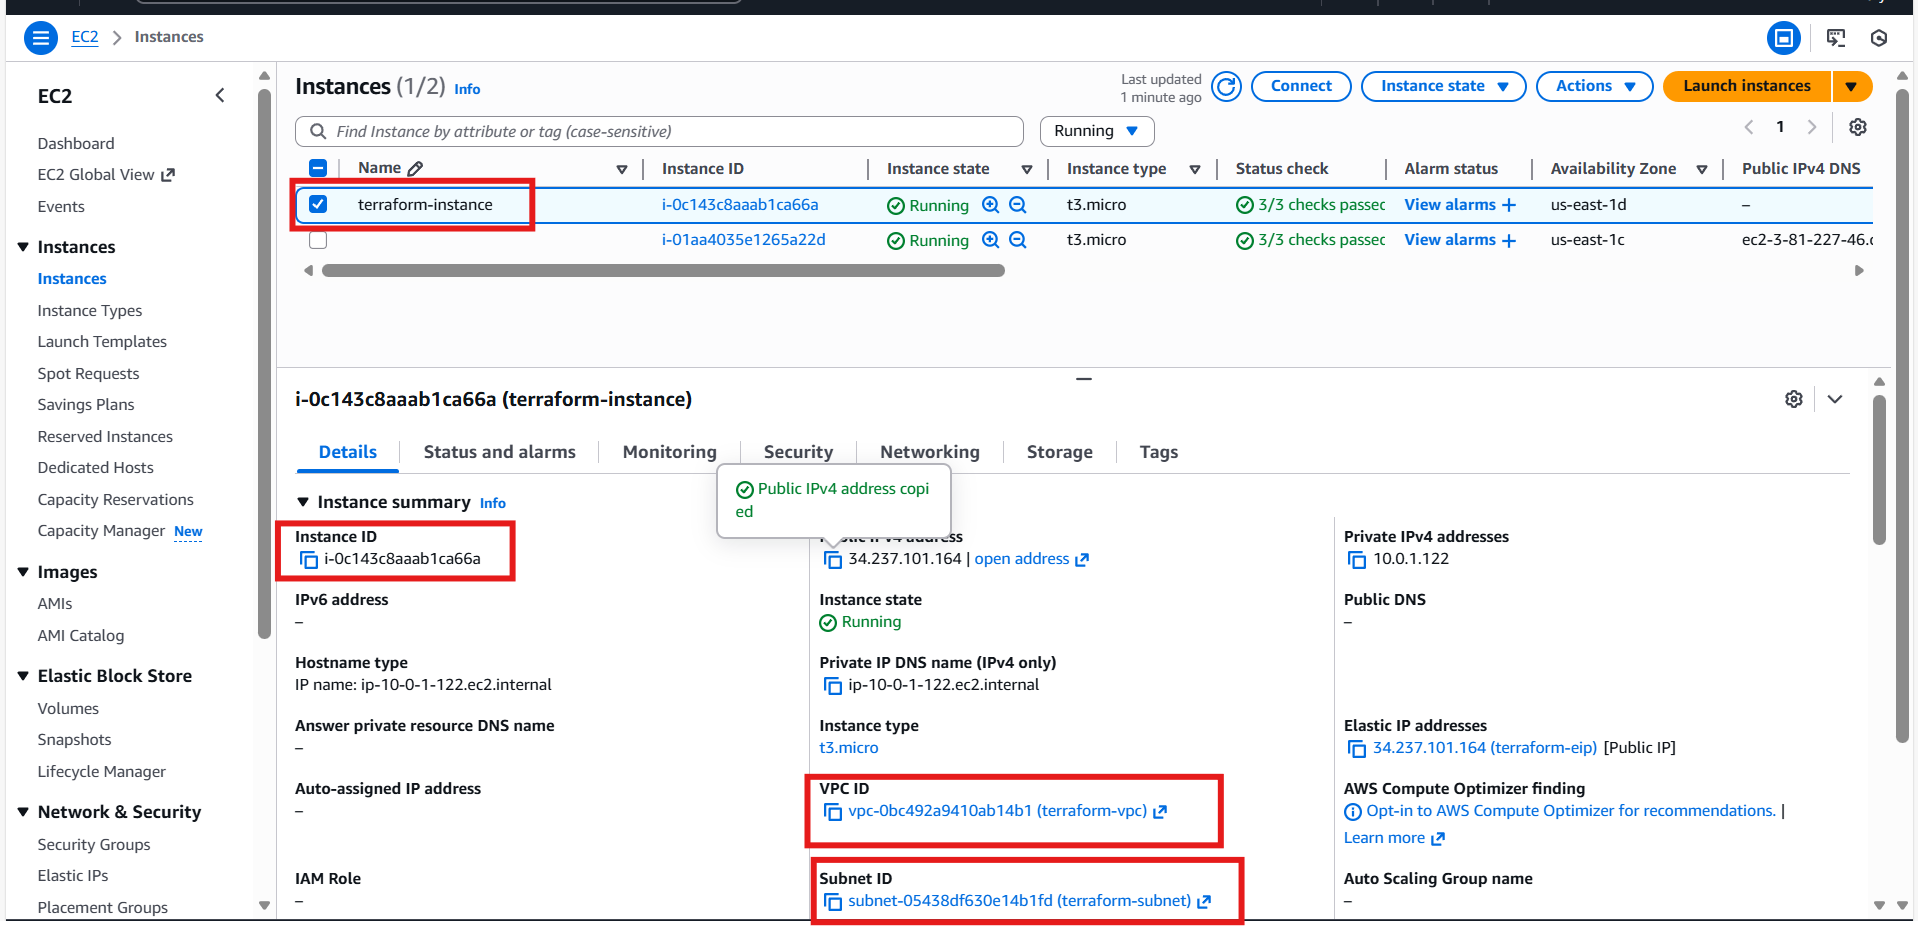 EC2 > Instances
EC2
Dashboard
EC2 Global View
Events
Instances
Instances
Instance Types
Launch Templates
Spot Requests
Savings Plans
Reserved Instances
Dedicated Hosts
Capacity Reservations
Capacity Manager New
Images
AMIs
AMI Catalog
Elastic Block Store
Volumes
Snapshots
Lifecycle Manager
Network & Security
Security Groups
Elastic IPs
Placement Groups
Instances (1/2) Info
Last updated
1 minute ago
Connect
Instance state
Actions
Launch instances
Find Instance by attribute or tag (case-sensitive)
Running
1
Name Instance ID Instance state Instance type Status check Alarm status Availability Zone Public IPv4 DNS
terraform-instance i-0c143c8aaab1ca66a Running t3.micro 3/3 checks passec View alarms + us-east-1d –
i-01aa4035e1265a22d Running t3.micro 3/3 checks passec View alarms + us-east-1c ec2-3-81-227-46.c
i-0c143c8aaab1ca66a (terraform-instance)
Details Status and alarms Monitoring Security Networking Storage Tags
Public IPv4 address copi
ed
Instance summary Info
Instance ID
i-0c143c8aaab1ca66a
Public IPv4 address
34.237.101.164 | open address
Private IPv4 addresses
10.0.1.122
IPv6 address
–
Instance state
Running
Public DNS
–
Hostname type
IP name: ip-10-0-1-122.ec2.internal
Private IP DNS name (IPv4 only)
ip-10-0-1-122.ec2.internal
Answer private resource DNS name
–
Instance type
t3.micro
Elastic IP addresses
34.237.101.164 (terraform-eip) [Public IP]
Auto-assigned IP address
–
VPC ID
vpc-0bc492a9410ab14b1 (terraform-vpc)
AWS Compute Optimizer finding
Opt-in to AWS Compute Optimizer for recommendations. |
Learn more
IAM Role
–
Subnet ID
subnet-05438df630e14b1fd (terraform-subnet)
Auto Scaling Group name
–